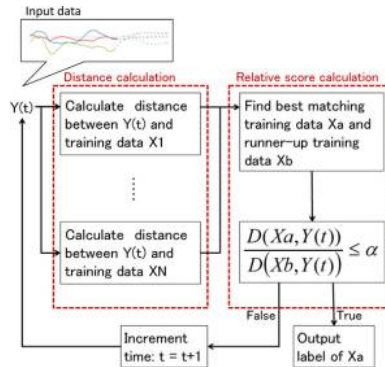 Input data
Distance calculation
Relative score calculation
Y(t)
Calculate distance
between Y(t) and
training data X1
Find best matching
training data Xa and
runner-up training
data Xb
......
Calculate distance
between Y(t) and
training data XN
D(Xa, Y(t))
D(Xb, Y(t))
≤ α
False
True
Increment
time: t = t+1
Output
label of Xa